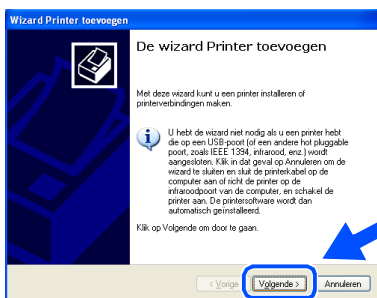 Wizard Printer toevoegen
De wizard Printer toevoegen
Met deze wizard kunt u een printer installeren of
printerverbindingen maken.
U hebt de wizard niet nodig als u een printer hebt
die op een USB-poort (of een andere hot pluggable
poort, zoals IEEE 1394, infrarood, enz.) wordt
aangesloten. Klik in dat geval op Annuleren om de
wizard te sluiten en sluit de printerkabel op de
computer aan of richt de printer op de
infraroodpoort van de computer, en schakel de
printer aan. De printersoftware wordt dan
automatisch geïnstalleerd.
Klik op Volgende om door te gaan.
< Vorige Volgende > Annuleren